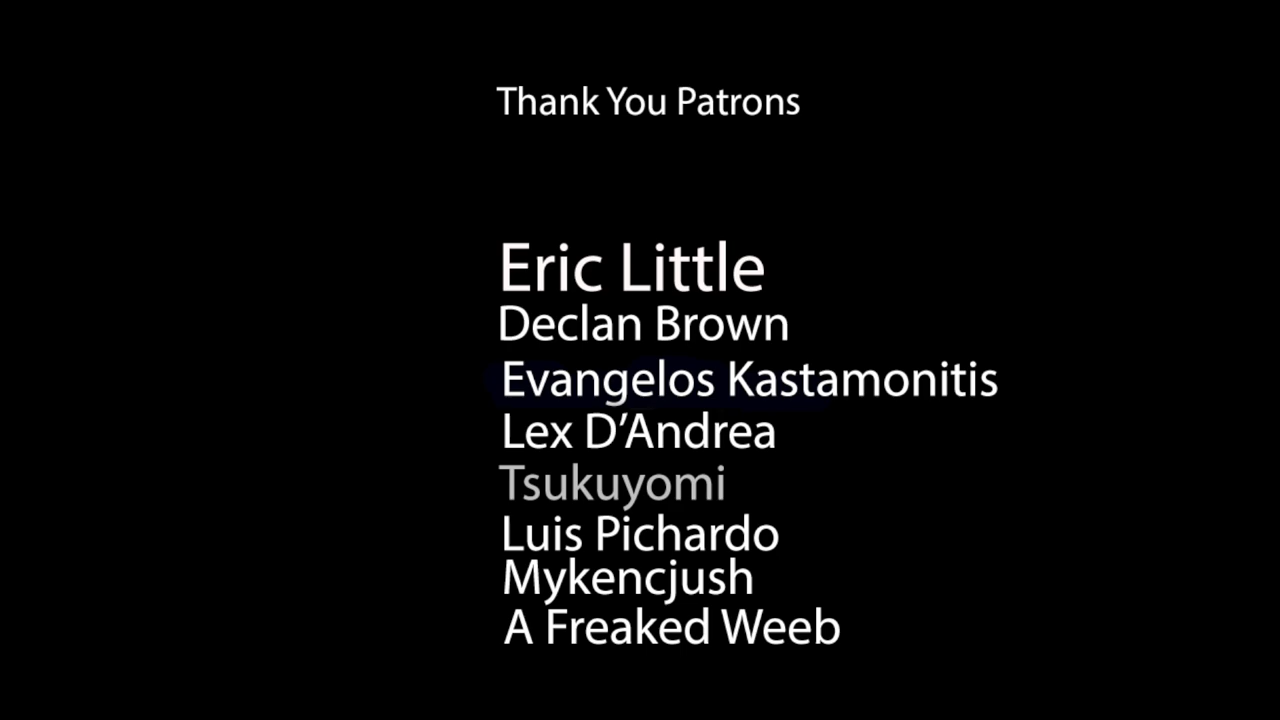 Thank You Patrons
Eric Little
Declan Brown
Evangelos Kastamonitis
Lex D’Andrea
Tsukuyomi
Luis Pichardo
Mykencjush
A Freaked Weeb